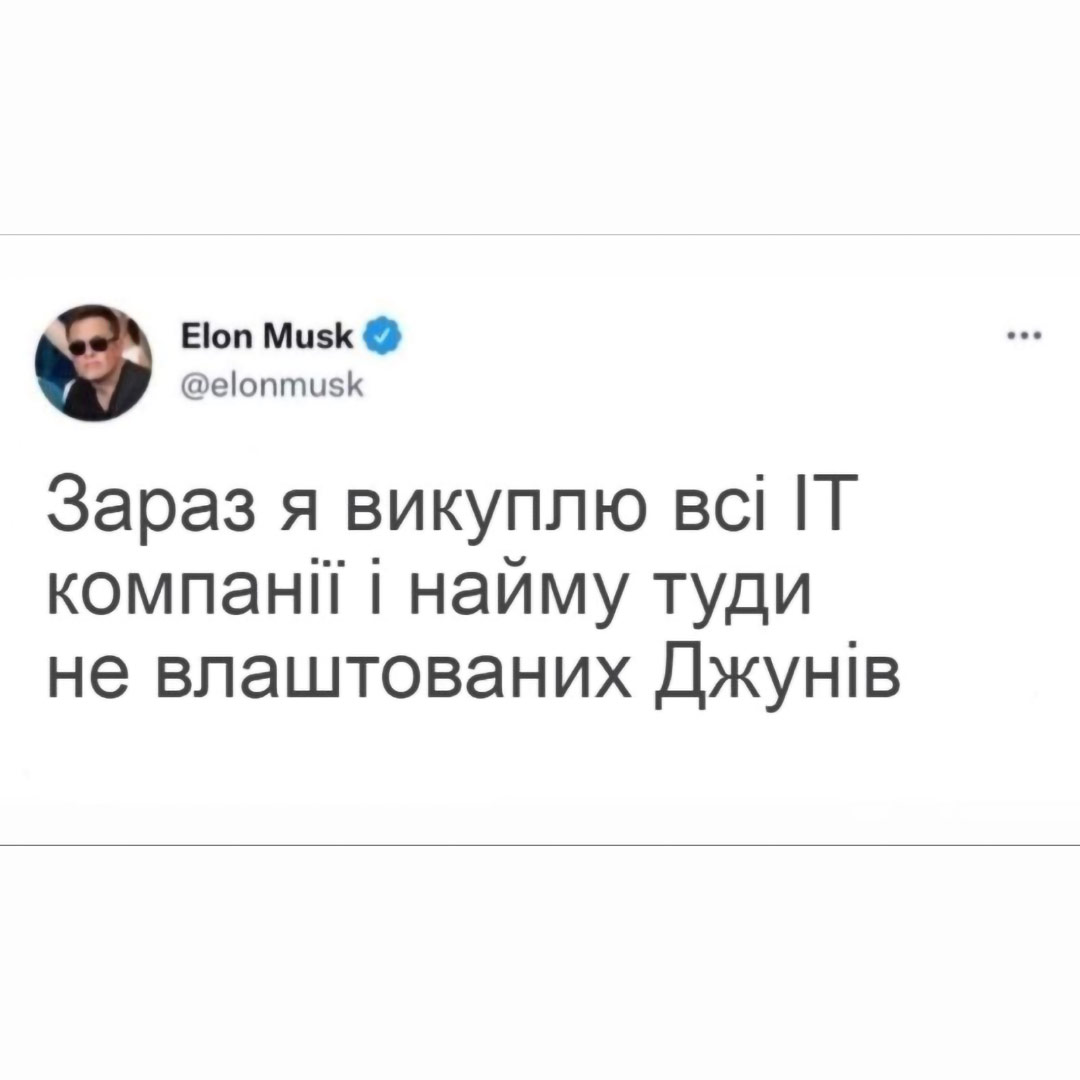 Elon Musk
@elonmusk
Зараз я викуплю всі ІТ
компанії і найму туди
не влаштованих Джунів